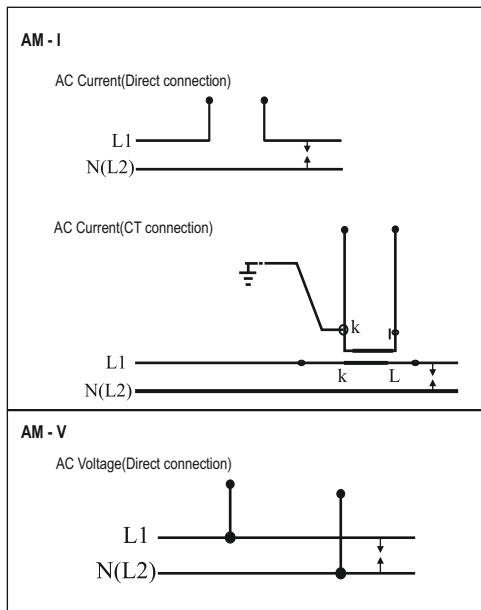 AM - I
AC Current(Direct connection)
L1
N(L2)
AC Current(CT connection)
k
l
L1
k L
N(L2)
AM - V
AC Voltage(Direct connection)
L1
N(L2)